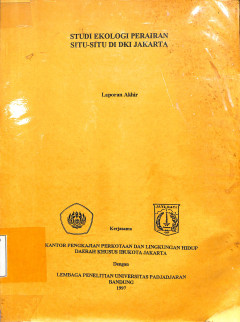 STUDI EKOLOGI PERAIRAN
SITU-SITU DI DKI JAKARTA
Laporan Akhir
Kerjasama
KANTOR PENGKAJIAN PERKOTAAN DAN LINGKUNGAN HIDUP
DAERAH KHUSUS IBUKOTA JAKARTA
Dengan
LEMBAGA PENELITIAN UNIVERSITAS PADJADJARAN
BANDUNG
1997